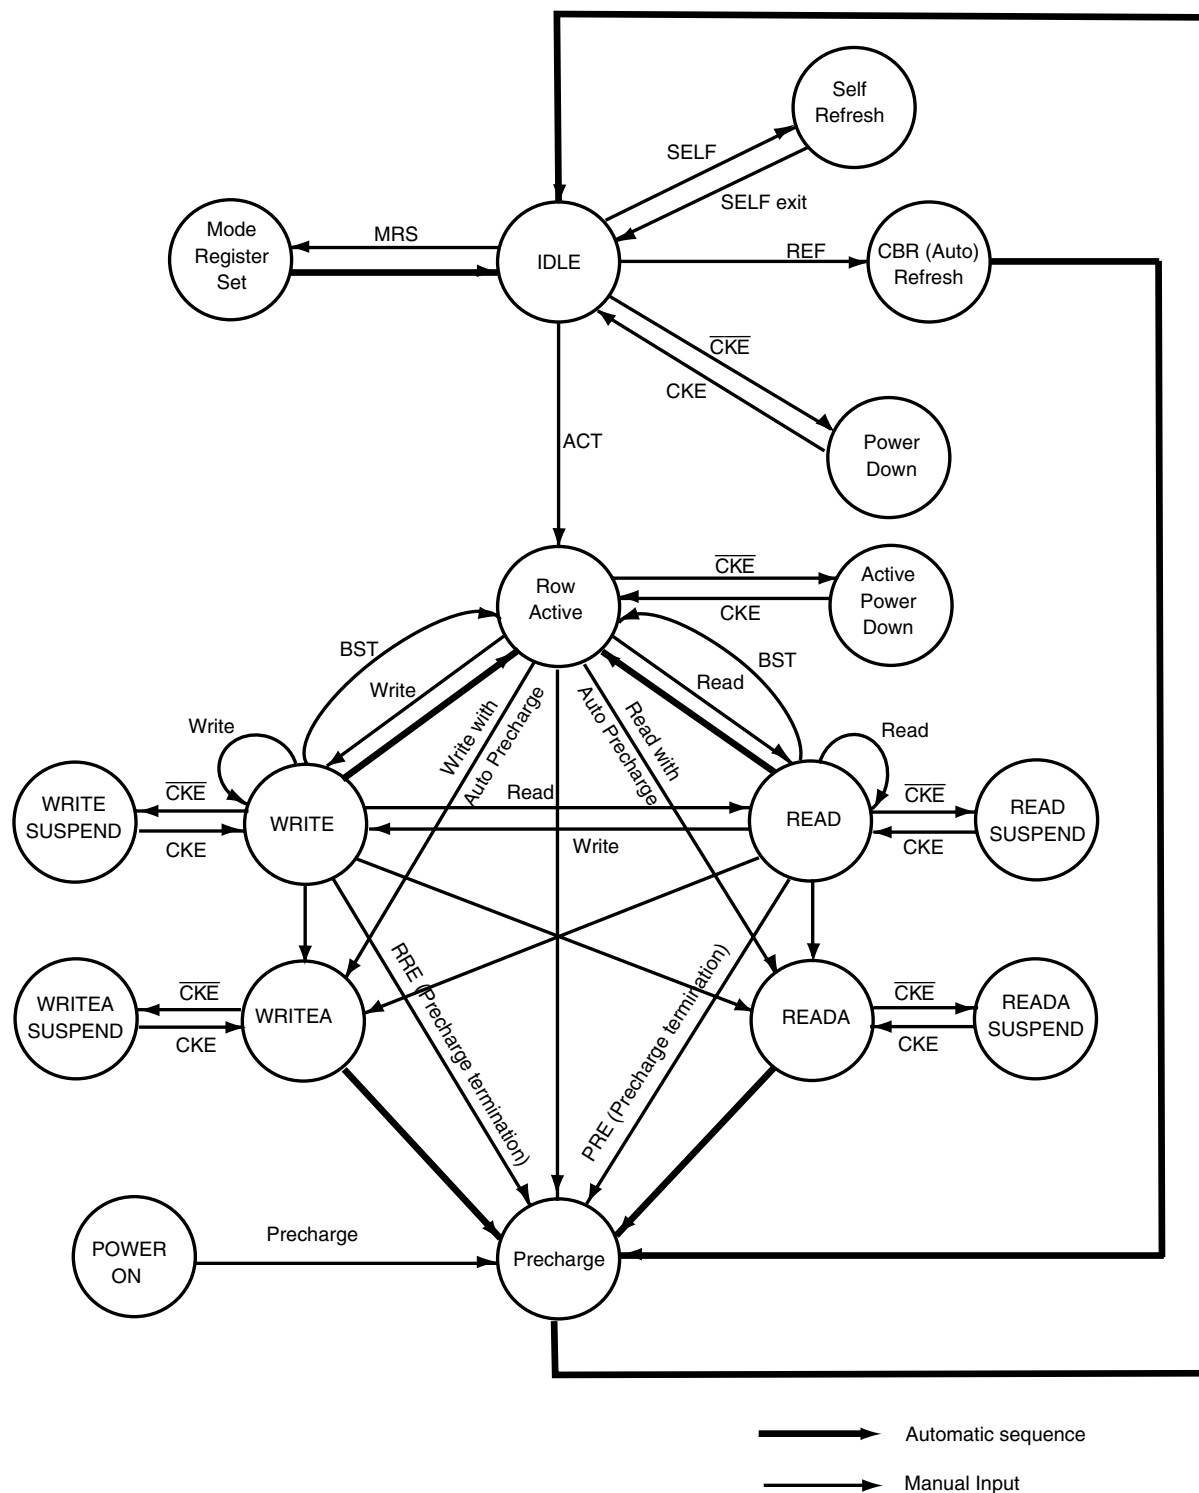 Self
Refresh
SELF
SELF exit
Mode
Register
Set
MRS
IDLE
REF
CBR (Auto)
Refresh
CKE
CKE
ACT
Power
Down
Row
Active
CKE
CKE
Active
Power
Down
BST
Write
Write with
Auto Precharge
Read with
Auto Precharge
Read
BST
Write
Read
WRITE
SUSPEND
CKE
CKE
WRITE
Read
Write
READ
CKE
CKE
READ
SUSPEND
RRE (Precharge termination)
PRE (Precharge termination)
WRITEA
SUSPEND
CKE
CKE
WRITEA
READA
CKE
CKE
READA
SUSPEND
POWER
ON
Precharge
Precharge
Automatic sequence
Manual Input